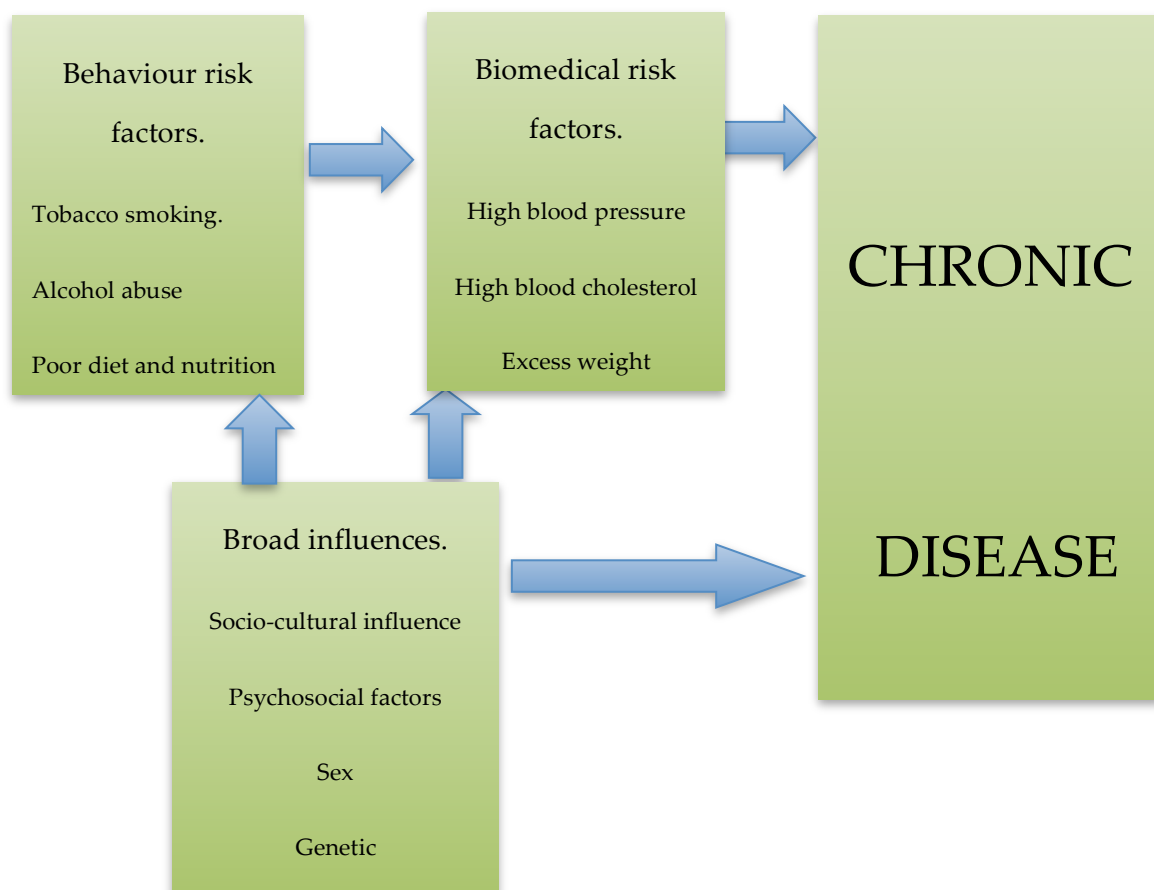 Behaviour risk
factors.
Tobacco smoking.
Alcohol abuse
Poor diet and nutrition
Biomedical risk
factors.
High blood pressure
High blood cholesterol
Excess weight
CHRONIC
DISEASE
Broad influences.
Socio-cultural influence
Psychosocial factors
Sex
Genetic